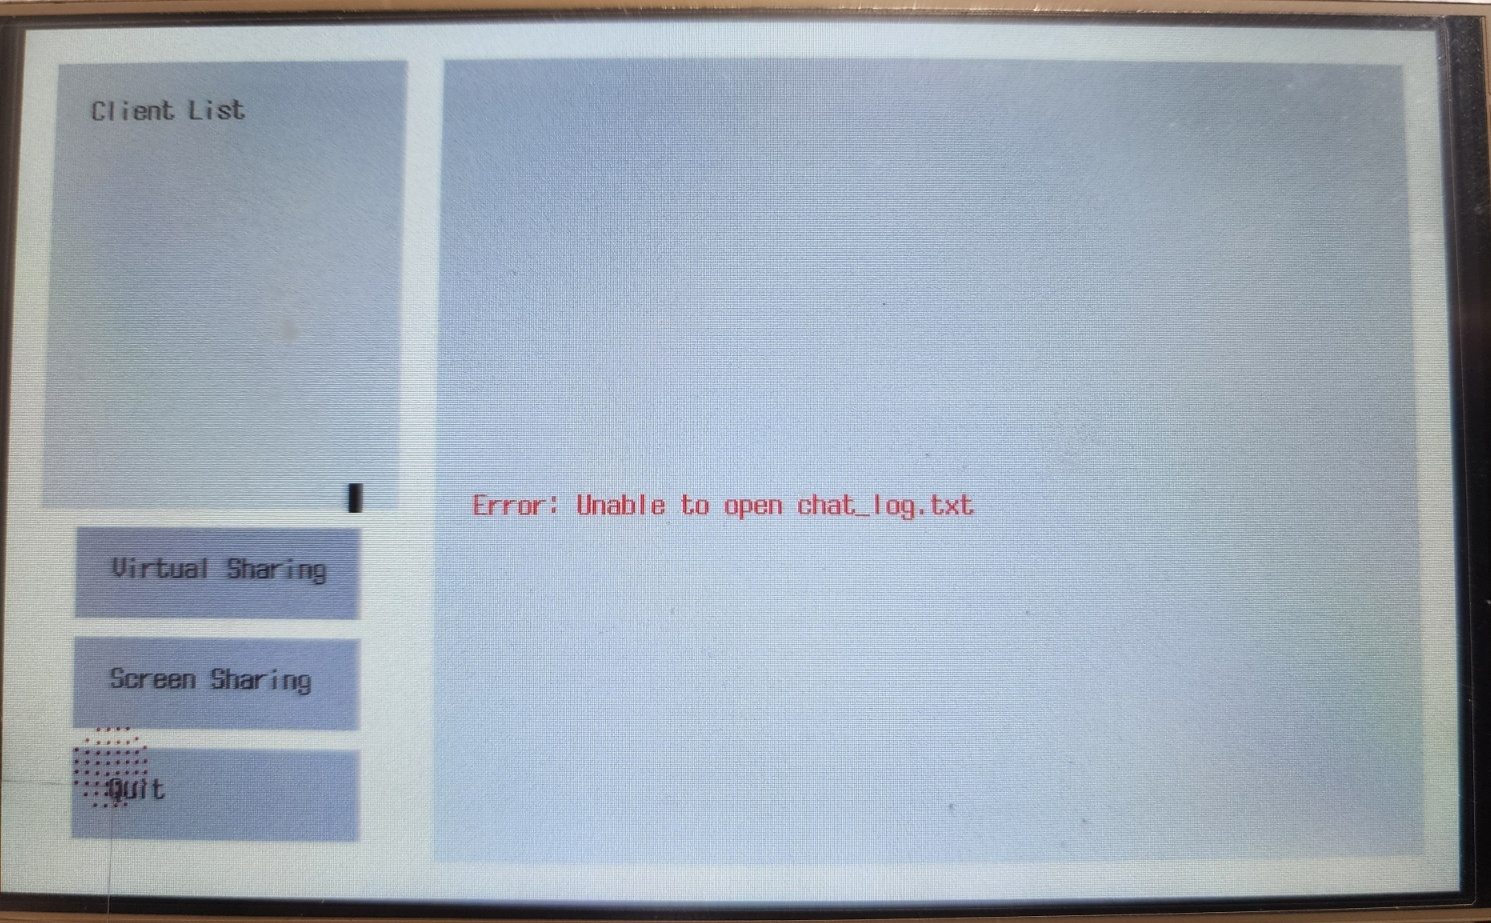 Client List
Error: Unable to open chat_log.txt
Virtual Sharing
Screen Sharing
Quit